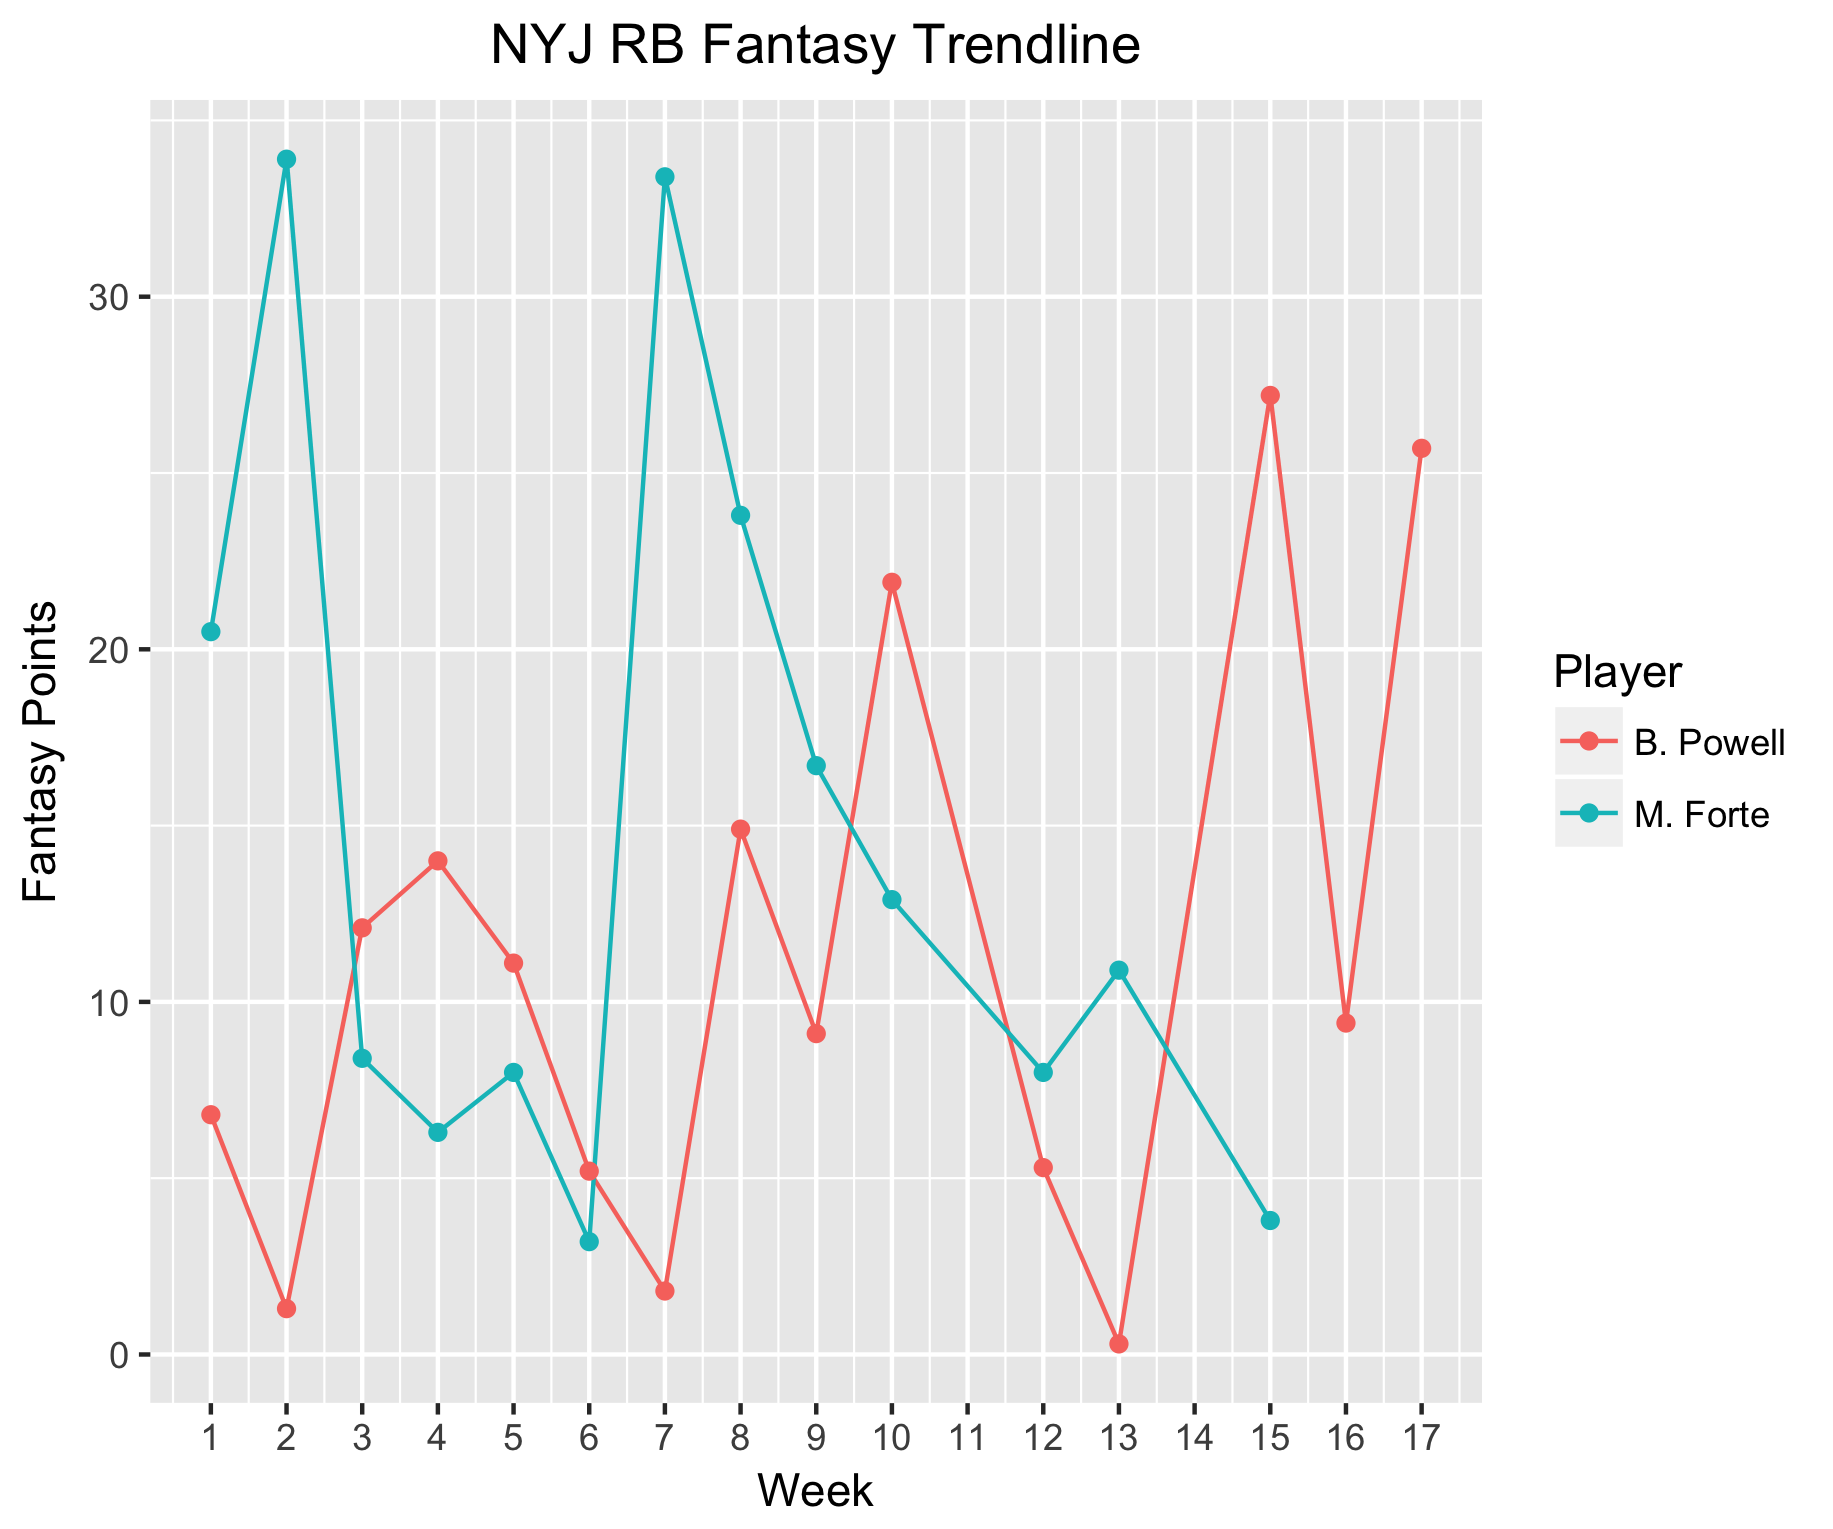 NYJ RB Fantasy Trendline
Fantasy Points
30
20
10
0
1 2 3 4 5 6 7 8 9 10 11 12 13 14 15 16 17
Week
Player
B. Powell
M. Forte